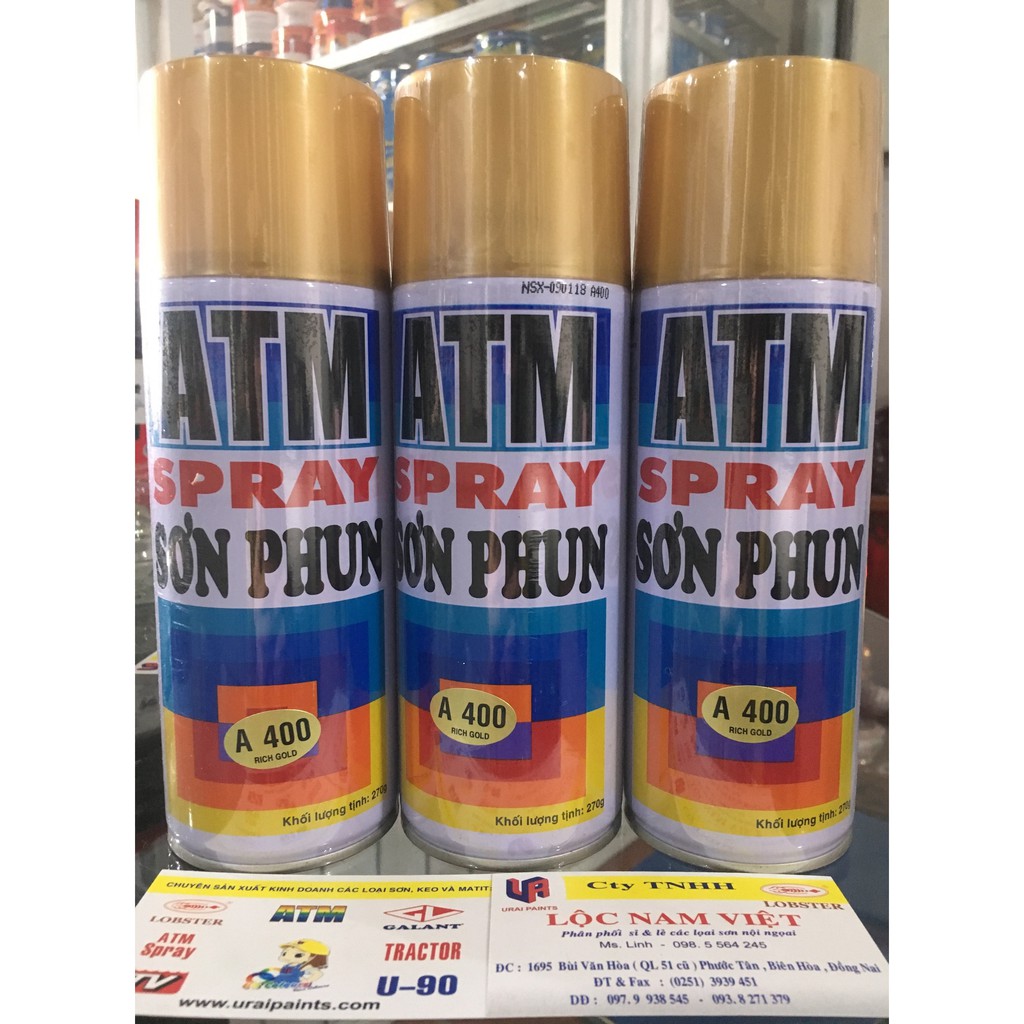 ATM
SPRAY
SƠN PHUN
A 400
RICH GOLD
Khối lượng tịnh: 270g
NSX-090118 A400
ATM
SPRAY
SƠN PHUN
A 400
RICH GOLD
Khối lượng tịnh: 270g
ATM
SPRAY
SƠN PHUN
A 400
RICH GOLD
Khối lượng tịnh: 270g
CHUYÊN SẢN XUẤT KINH DOANH CÁC LOẠI SƠN, KEO VÀ MATIT
LOBSTER
ATM
GALANT
ATM
Spray
TRACTOR
TV
U-90
www.uraipaints.com
URAI PAINTS
Cty TNHH
LOBSTER
LỘC NAM VIỆT
Phân phối sỉ & lẻ các lọai sơn nội ngọai
Ms. Linh - 098. 5 564 245
ĐC : 1695 Bùi Văn Hòa ( QL 51 cũ ) Phước Tân , Biên Hòa , Đồng Nai
ĐT & Fax : (0251) 3939 451
DĐ : 097. 9 938 545 - 093. 8 271 379